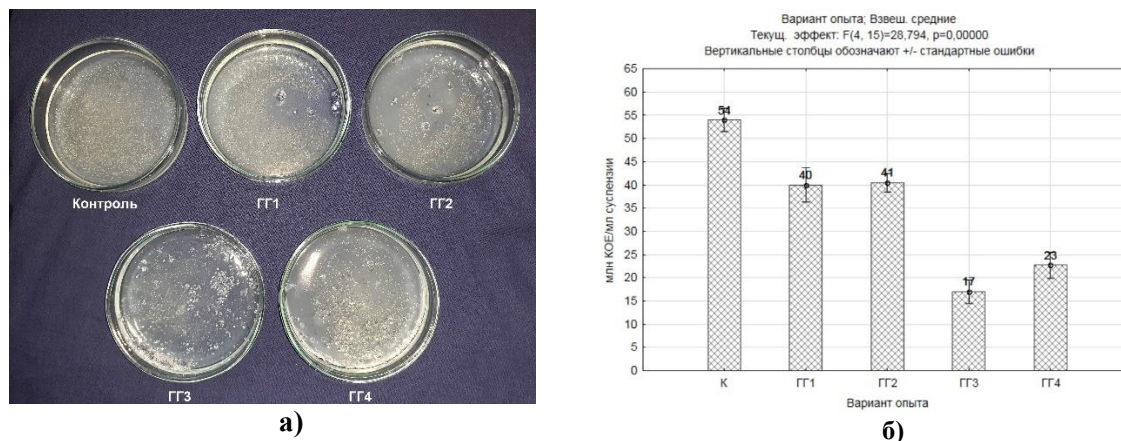 Контроль
ГГ1
ГГ2
ГГ3
ГГ4
а)
Вариант опыта; Взвеш. средние
Текущ. эффект: F(4, 15)=28,794, p=0,00000
Вертикальные столбцы обозначают +/- стандартные ошибки
млн КОЕ/мл суспензии
65
60
55
50
45
40
35
30
25
20
15
10
5
0
54
40
41
17
23
К
ГГ1
ГГ2
ГГ3
ГГ4
Вариант опыта
б)